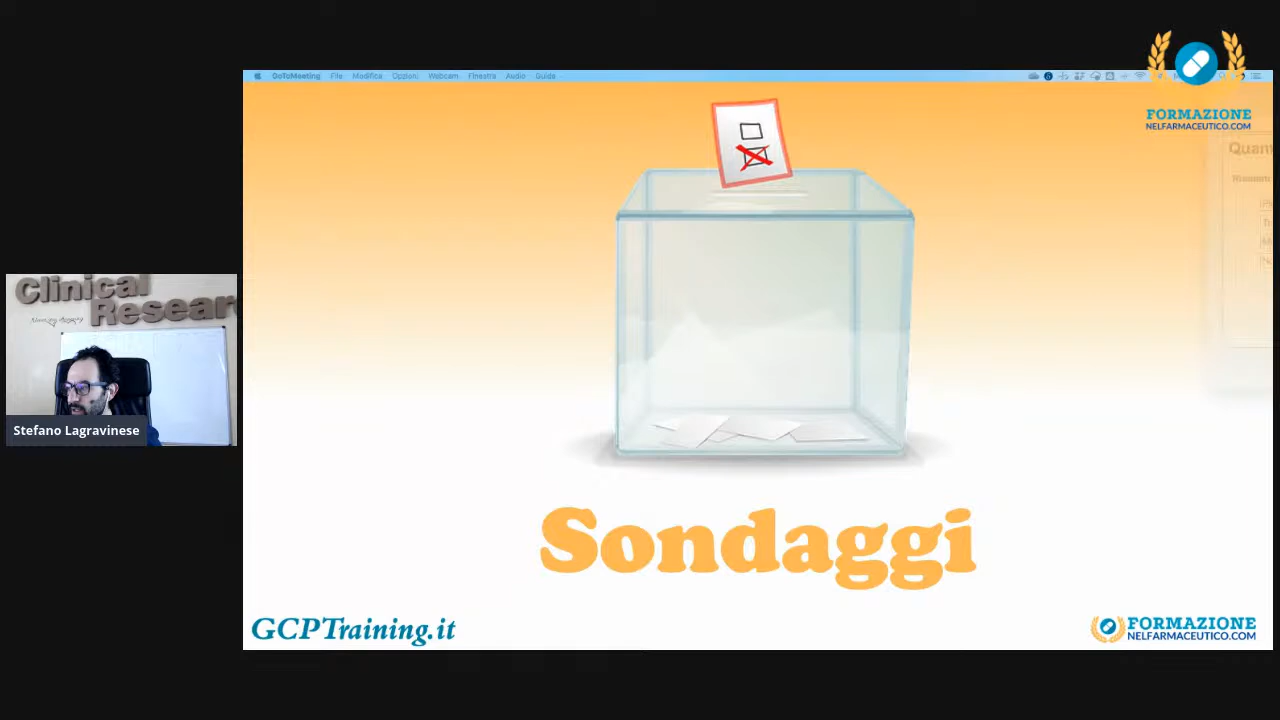 GoToMeeting File Modifica Opzioni Webcam Finestra Audio Guida
FORMAZIONE
NELFARMACEUTICO.COM
Clinical
Resear
Stefano Lagravinese
Sondaggi
GCPTraining.it
FORMAZIONE
NELFARMACEUTICO.COM